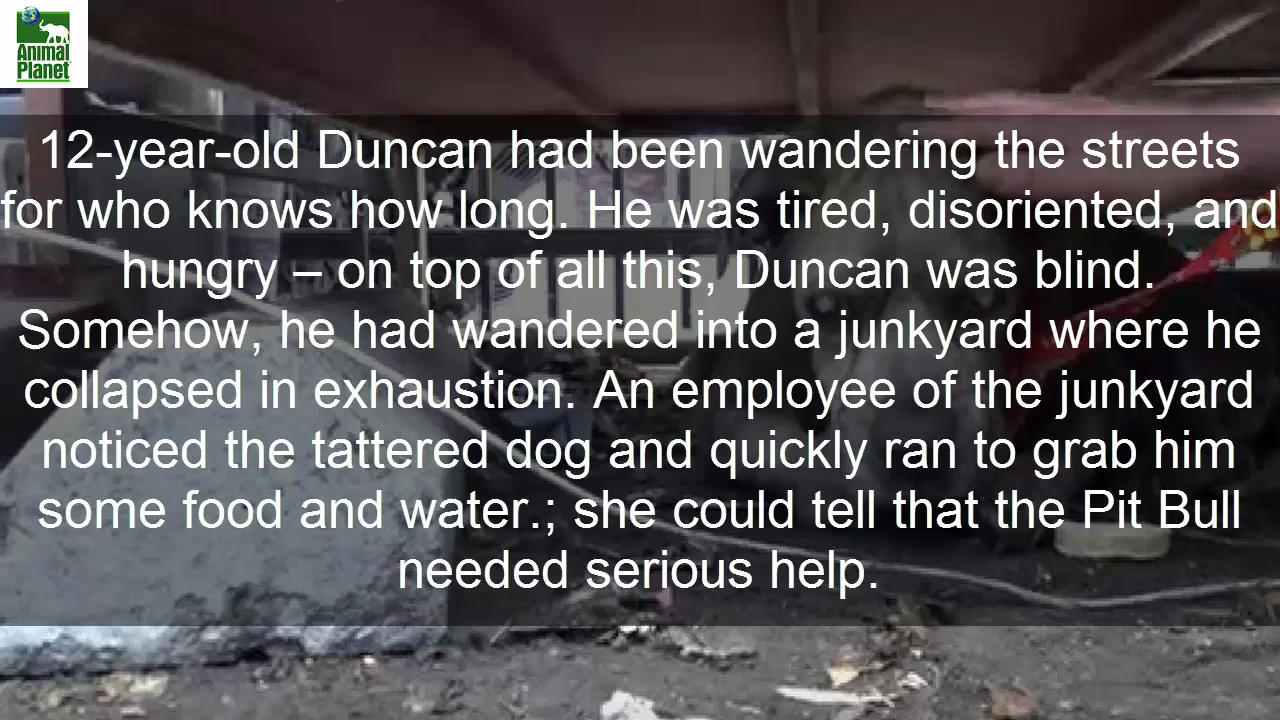 Animal
Planet
12-year-old Duncan had been wandering the streets
for who knows how long. He was tired, disoriented, and
hungry – on top of all this, Duncan was blind.
Somehow, he had wandered into a junkyard where he
collapsed in exhaustion. An employee of the junkyard
noticed the tattered dog and quickly ran to grab him
some food and water.; she could tell that the Pit Bull
needed serious help.